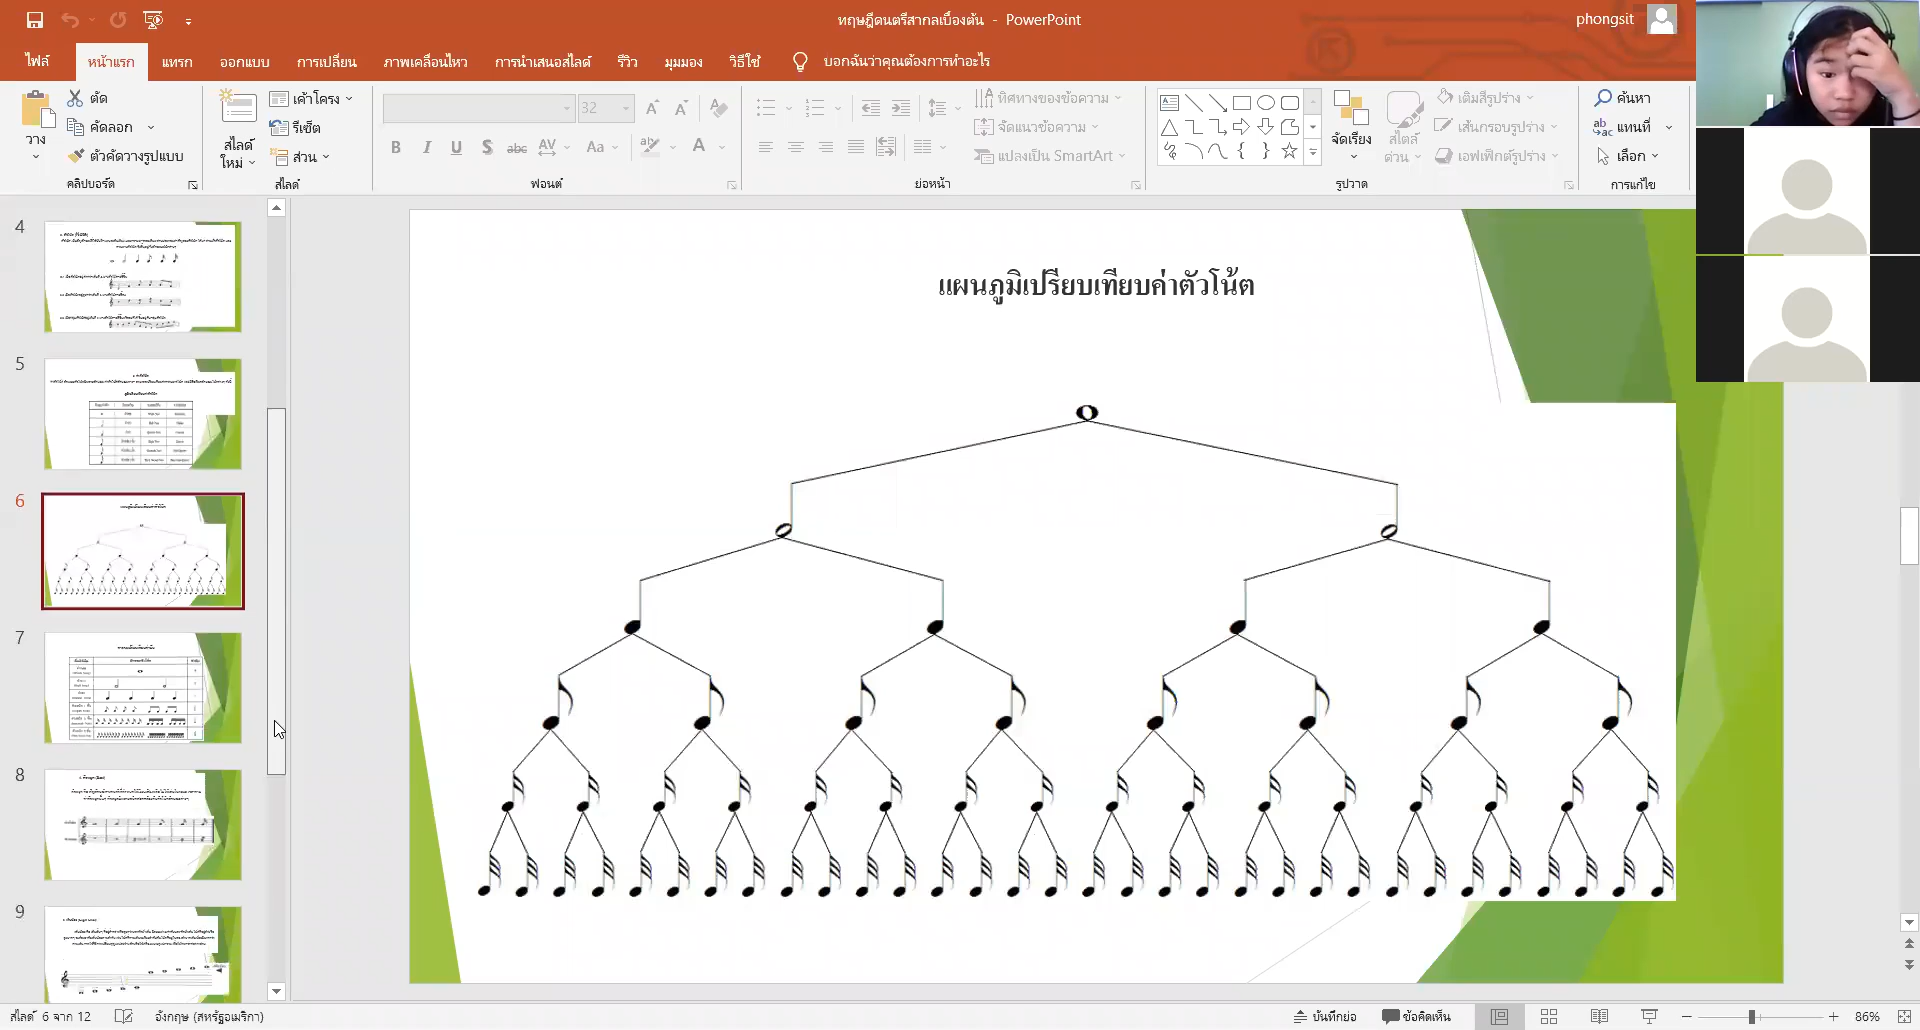 ทฤษฎีดนตรีสากลเบื้องต้น - PowerPoint
phongsit
ไฟล์ หน้าแรก แทรก ออกแบบ การเปลี่ยน ภาพเคลื่อนไหว การนำเสนอสไลด์ รีวิว มุมมอง วิธีใช้ บอกฉันว่าคุณต้องการทำอะไร
วาง
ตัด
คัดลอก
ตัวคัดวางรูปแบบ
คลิปบอร์ด
สไลด์
ใหม่
เค้าโครง
รีเซ็ต
ส่วน
สไลด์
32
B I U S abc AV Aa A
ฟอนต์
ทิศทางของข้อความ
จัดแนวข้อความ
แปลงเป็น SmartArt
ย่อหน้า
จัดเรียง
สไตล์
ด่วน
เติมสีรูปร่าง
เส้นกรอบรูปร่าง
เอฟเฟ็กต์รูปร่าง
รูปวาด
ค้นหา
แทนที่
เลือก
การแก้ไข
4
5
6
7
8
9
แผนภูมิเปรียบเทียบค่าตัวโน้ต
สไลด์ 6 จาก 12
อังกฤษ (สหรัฐอเมริกา)
บันทึกย่อ
ข้อคิดเห็น
86%